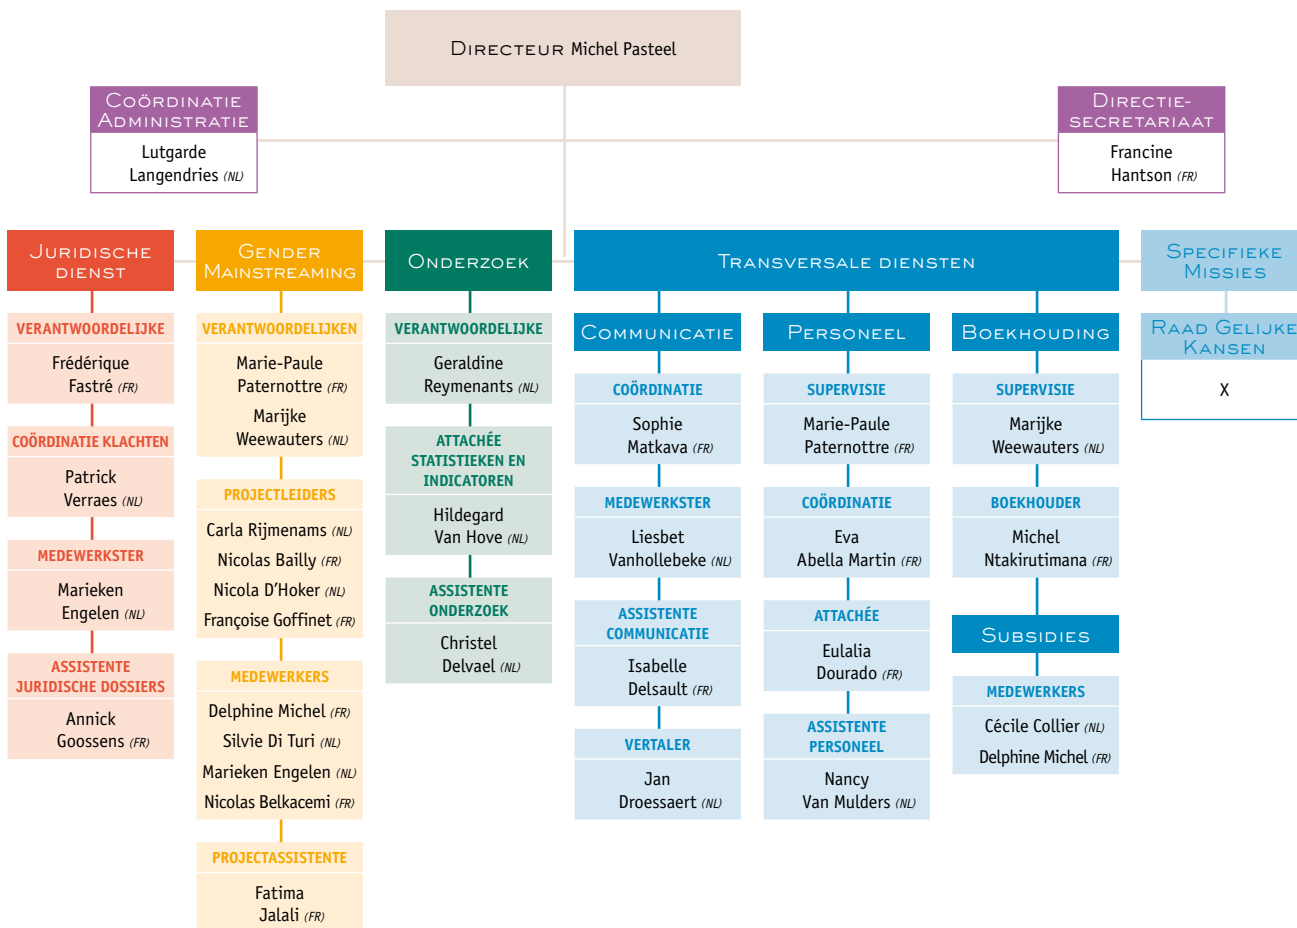 Directeur Michel Pasteel
Coördinatie
Administratie
Lutgarde
Langendries (NL)
Directie-
secretariaat
Francine
Hantson (FR)
Juridische
dienst
VERANTWOORDELIJKE
Frédérique
Fastré (FR)
COÖRDINATIE KLACHTEN
Patrick
Verraes (NL)
MEDEWERKSTER
Marieken
Engelen (NL)
ASSISTENTE
JURIDISCHE DOSSIERS
Annick
Goossens (FR)
Gender
Mainstreaming
VERANTWOORDELIJKEN
Marie-Paule
Paternottre (FR)
Marijke
Weewauters (NL)
PROJECTLEIDERS
Carla Rijmenams (NL)
Nicolas Bailly (FR)
Nicola D'Hoker (NL)
Françoise Goffinet (FR)
MEDEWERKERS
Delphine Michel (FR)
Silvie Di Turi (NL)
Marieken Engelen (NL)
Nicolas Belkacemi (FR)
PROJECTASSISTENTE
Fatima
Jalali (FR)
Onderzoek
VERANTWOORDELIJKE
Geraldine
Reymenants (NL)
ATTACHÉE
STATISTIEKEN EN
INDICATOREN
Hildegard
Van Hove (NL)
ASSISTENTE
ONDERZOEK
Christel
Delvael (NL)
Transversale diensten
Communicatie
COÖRDINATIE
Sophie
Matkava (FR)
MEDEWERKSTER
Liesbet
Vanhollebeke (NL)
ASSISTENTE
COMMUNICATIE
Isabelle
Delsault (FR)
VERTALER
Jan
Droessaert (NL)
Personeel
SUPERVISIE
Marie-Paule
Paternottre (FR)
COÖRDINATIE
Eva
Abella Martin (FR)
ATTACHÉE
Eulalia
Dourado (FR)
ASSISTENTE
PERSONEEL
Nancy
Van Mulders (NL)
Boekhouding
SUPERVISIE
Marijke
Weewauters (NL)
BOEKHOUDER
Michel
Ntakirutimana (FR)
Subsidies
MEDEWERKERS
Cécile Collier (NL)
Delphine Michel (FR)
Specifieke
Missies
Raad Gelijke
Kansen
X